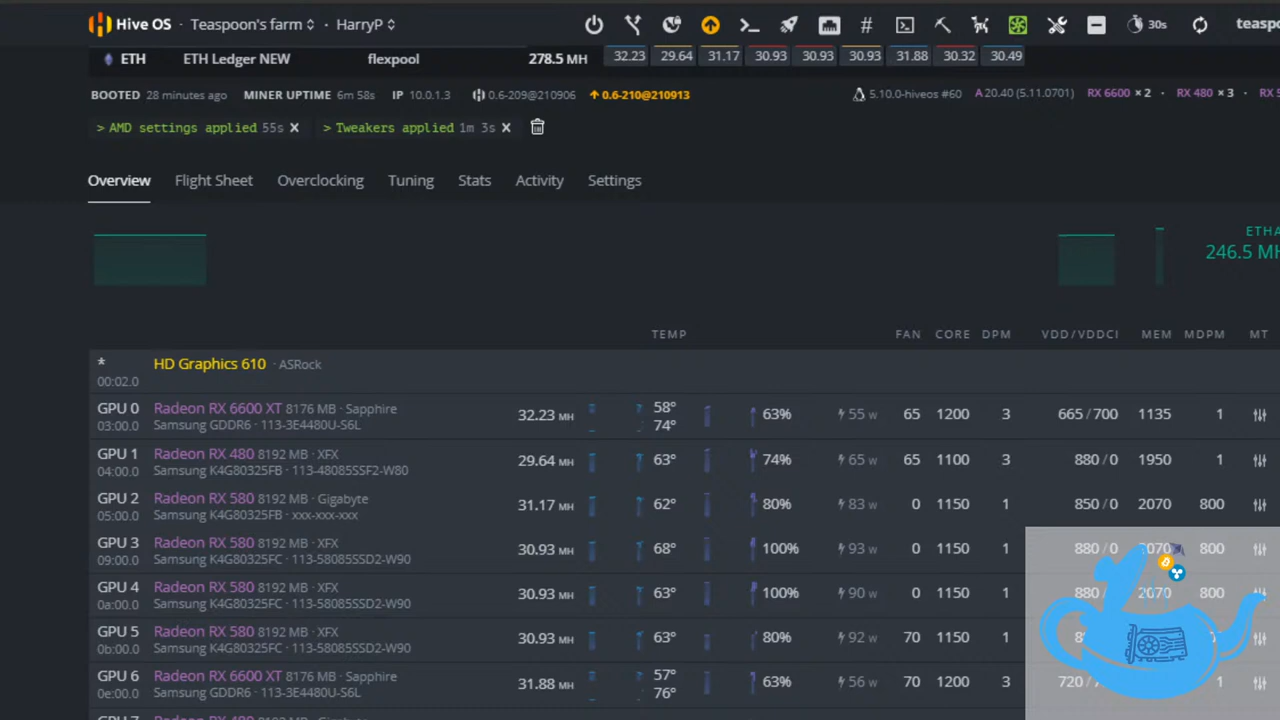 Hive OS Teaspoon's farm · HarryP 30s
ETH ETH Ledger NEW flexpool 278.5 MH 32.23 29.64 31.17 30.93 30.93 30.93 31.88 30.32 30.49
BOOTED 28 minutes ago MINER UPTIME 6m 58s IP 10.0.1.3 0.6-209@210906 0.6-210@210913 5.10.0-hiveos #60 A 20.40 (5.11.0701) RX 6600 × 2 · RX 480 × 3 ·
> AMD settings applied 55s × > Tweakers applied 1m 3s ×
Overview Flight Sheet Overclocking Tuning Stats Activity Settings
246.5
TEMP FAN CORE DPM VDD/VDDCI MEM MDPM MT
* HD Graphics 610 · ASRock
00:02.0
GPU 0 Radeon RX 6600 XT 8176 MB · Sapphire 32.23 MH 58° 74° 63% 55 w 65 1200 3 665/700 1135 1
03:00.0 Samsung GDDR6 · 113-3E4480U-S6L
GPU 1 Radeon RX 480 8192 MB · XFX 29.64 MH 63° 74% 65 w 65 1100 3 880/0 1950 1
04:00.0 Samsung K4G80325FB · 113-48085SSF2-W80
GPU 2 Radeon RX 580 8192 MB · Gigabyte 31.17 MH 62° 80% 83 w 0 1150 1 850/0 2070 800
05:00.0 Samsung K4G80325FB · xxx-xxx-xxx
GPU 3 Radeon RX 580 8192 MB · XFX 30.93 MH 68° 100% 93 w 0 1150 1 880/0 2070 800
09:00.0 Samsung K4G80325FC · 113-58085SSD2-W90
GPU 4 Radeon RX 580 8192 MB · XFX 30.93 MH 63° 100% 90 w 0 1150 1 880/0 2070 800
0a:00.0 Samsung K4G80325FC · 113-58085SSD2-W90
GPU 5 Radeon RX 580 8192 MB · XFX 30.93 MH 63° 80% 92 w 70 1150 1
0b:00.0 Samsung K4G80325FC · 113-58085SSD2-W90
GPU 6 Radeon RX 6600 XT 8192 MB · Sapphire 31.88 MH 57° 76° 63% 56 w 70 1200 3 720/ 1
0e:00.0 Samsung GDDR6 · 113-3E4480U-S6L